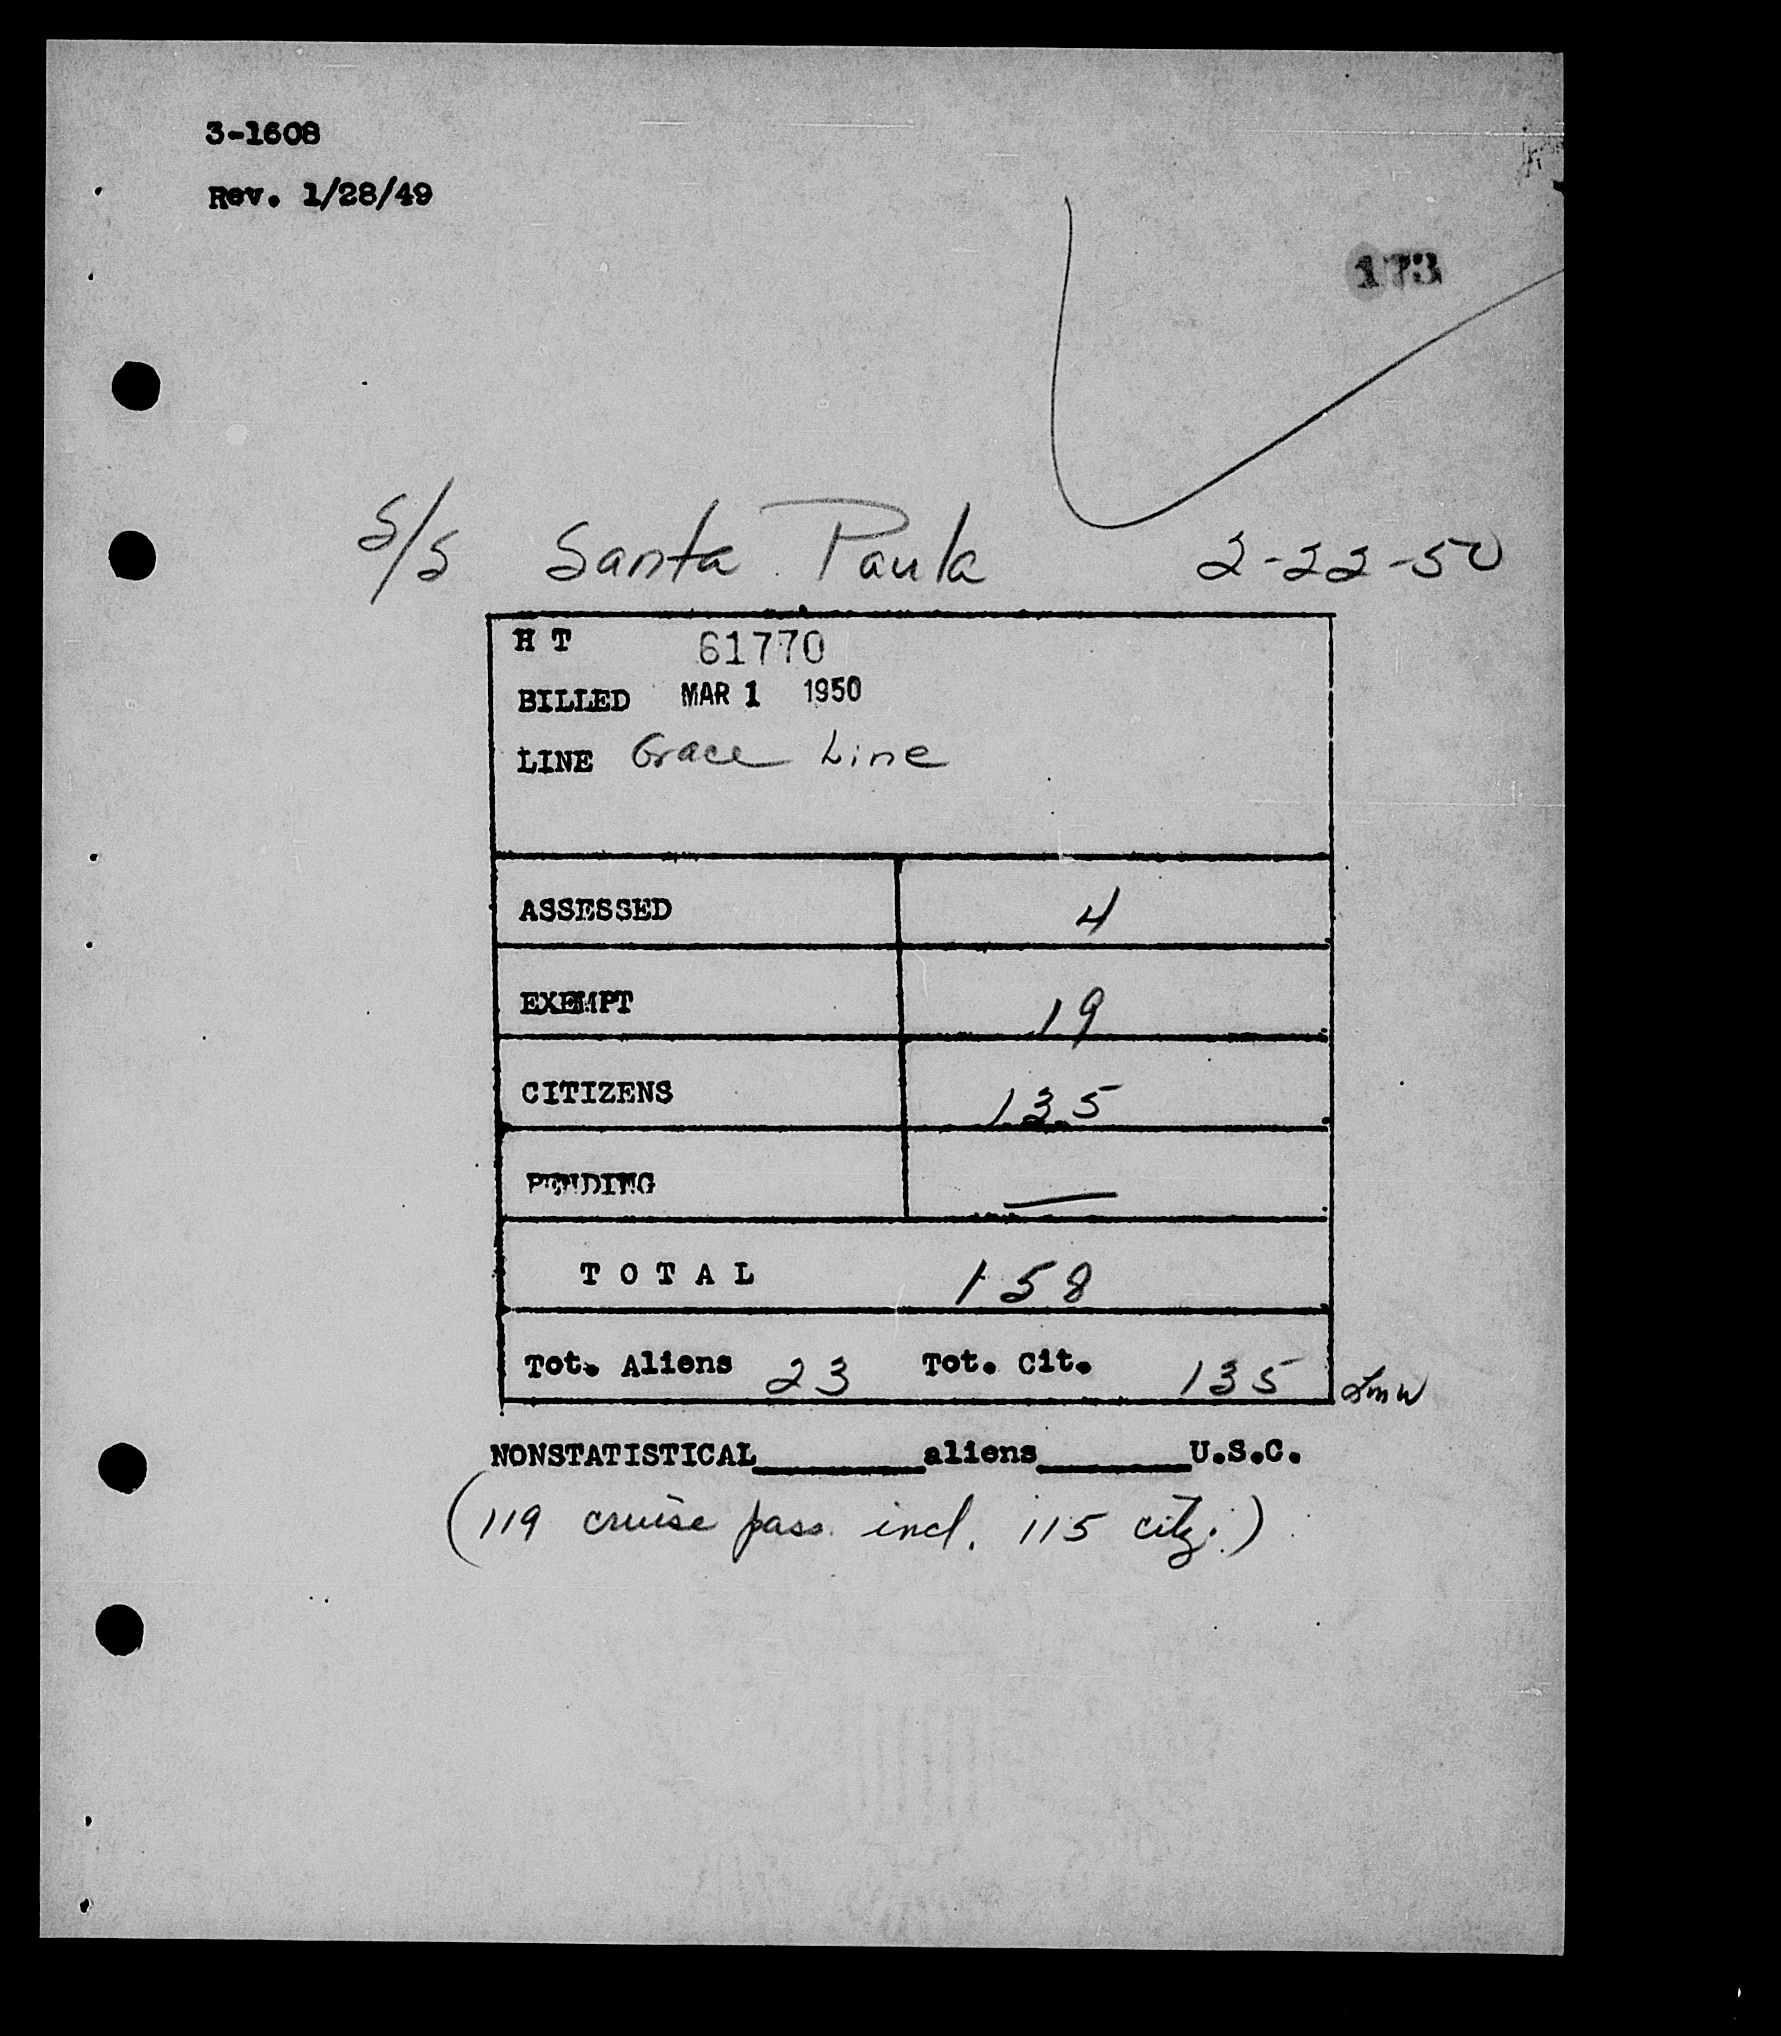 3-1608
Rev. 1/28/49
173
S/S Santa Paula 2-22-50
H T 61770
BILLED MAR 1 1950
LINE Grace Line
ASSESSED 4
EXEMPT 19
CITIZENS 135
PENDING —
T O T A L 158
Tot. Aliens 23 Tot. Cit. 135 LMW
NONSTATISTICAL________aliens_______U.S.C.
(119 cruise pass. incl. 115 citz.)